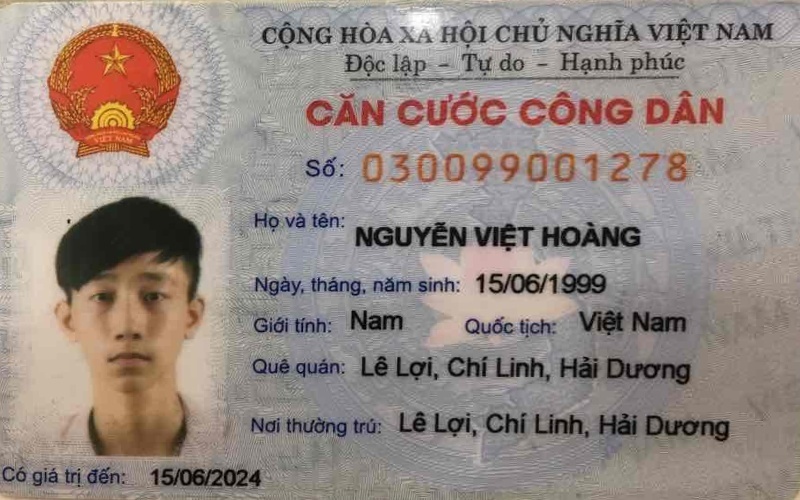 CỘNG HÒA XÃ HỘI CHỦ NGHĨA VIỆT NAM
Độc lập – Tự do – Hạnh phúc
CĂN CƯỚC CÔNG DÂN
Số: 030099001278
Họ và tên: NGUYỄN VIỆT HOÀNG
Ngày, tháng, năm sinh: 15/06/1999
Giới tính: Nam Quốc tịch: Việt Nam
Quê quán: Lê Lợi, Chí Linh, Hải Dương
Nơi thường trú: Lê Lợi, Chí Linh, Hải Dương
Có giá trị đến: 15/06/2024
VIỆT NAM